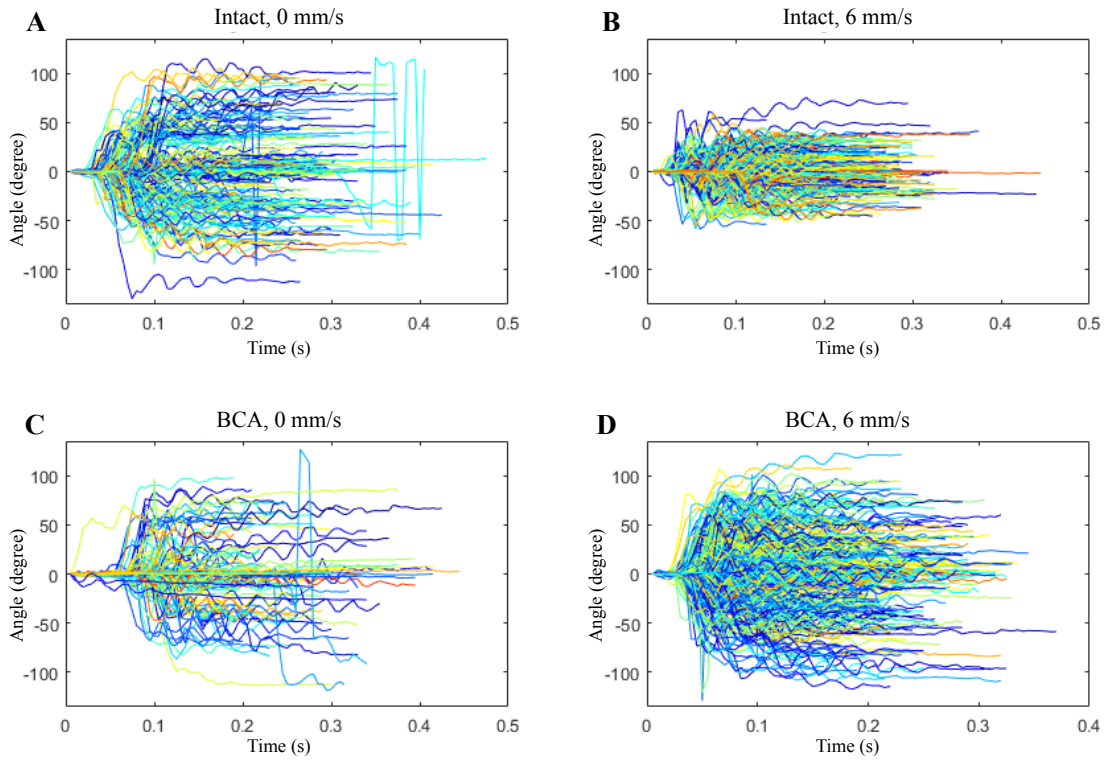 A Intact, 0 mm/s
100
50
0
-50
-100
Angle (degree)
0 0.1 0.2 0.3 0.4 0.5
Time (s)
B Intact, 6 mm/s
100
50
0
-50
-100
Angle (degree)
0 0.1 0.2 0.3 0.4 0.5
Time (s)
C BCA, 0 mm/s
100
50
0
-50
-100
Angle (degree)
0 0.1 0.2 0.3 0.4 0.5
Time (s)
D BCA, 6 mm/s
100
50
0
-50
-100
Angle (degree)
0 0.1 0.2 0.3 0.4
Time (s)